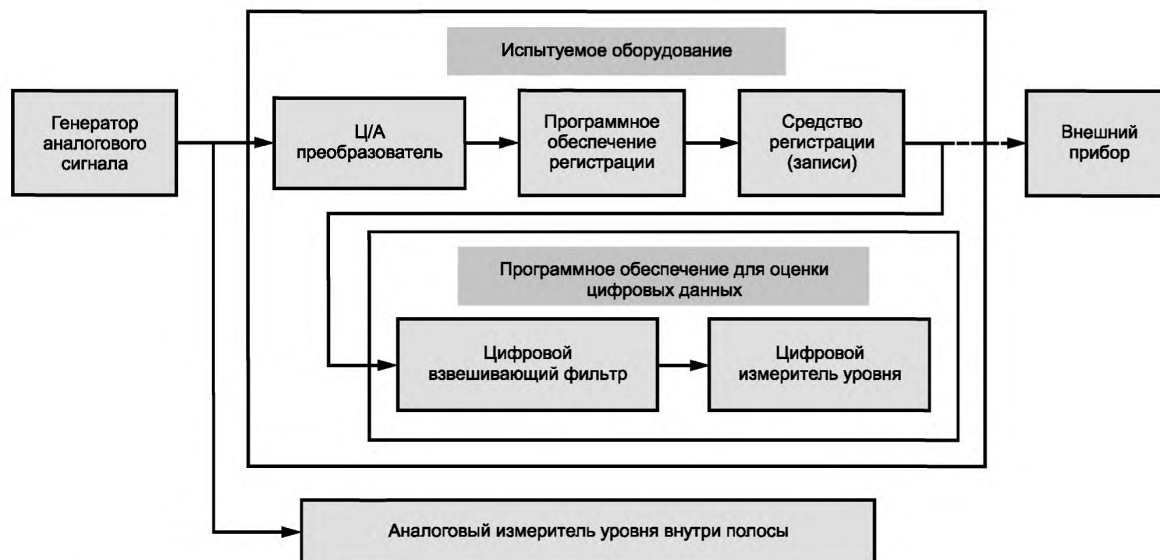 Испытуемое оборудование
Генератор
аналогового
сигнала
Ц/А
преобразователь
Программное
обеспечение
регистрации
Средство
регистрации
(записи)
Внешний
прибор
Программное обеспечение для оценки
цифровых данных
Цифровой
взвешивающий фильтр
Цифровой
измеритель уровня
Аналоговый измеритель уровня внутри полосы